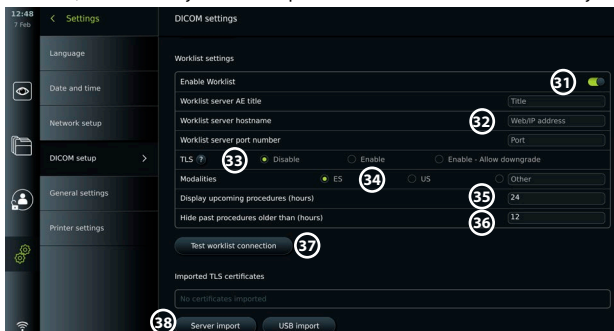 12:48
7 Feb
Settings
DICOM settings
Language
Date and time
Network setup
DICOM setup
General settings
Printer settings
Worklist settings
Enable Worklist
31
Worklist server AE title
Title
Worklist server hostname
32
Web/IP address
Worklist server port number
Port
TLS ? 33 Disable Enable Enable - Allow downgrade
Modalities ES 34 US Other
Display upcoming procedures (hours) 35 24
Hide past procedures older than (hours) 36 12
Test worklist connection 37
Imported TLS certificates
No certificates imported
38 Server import USB import